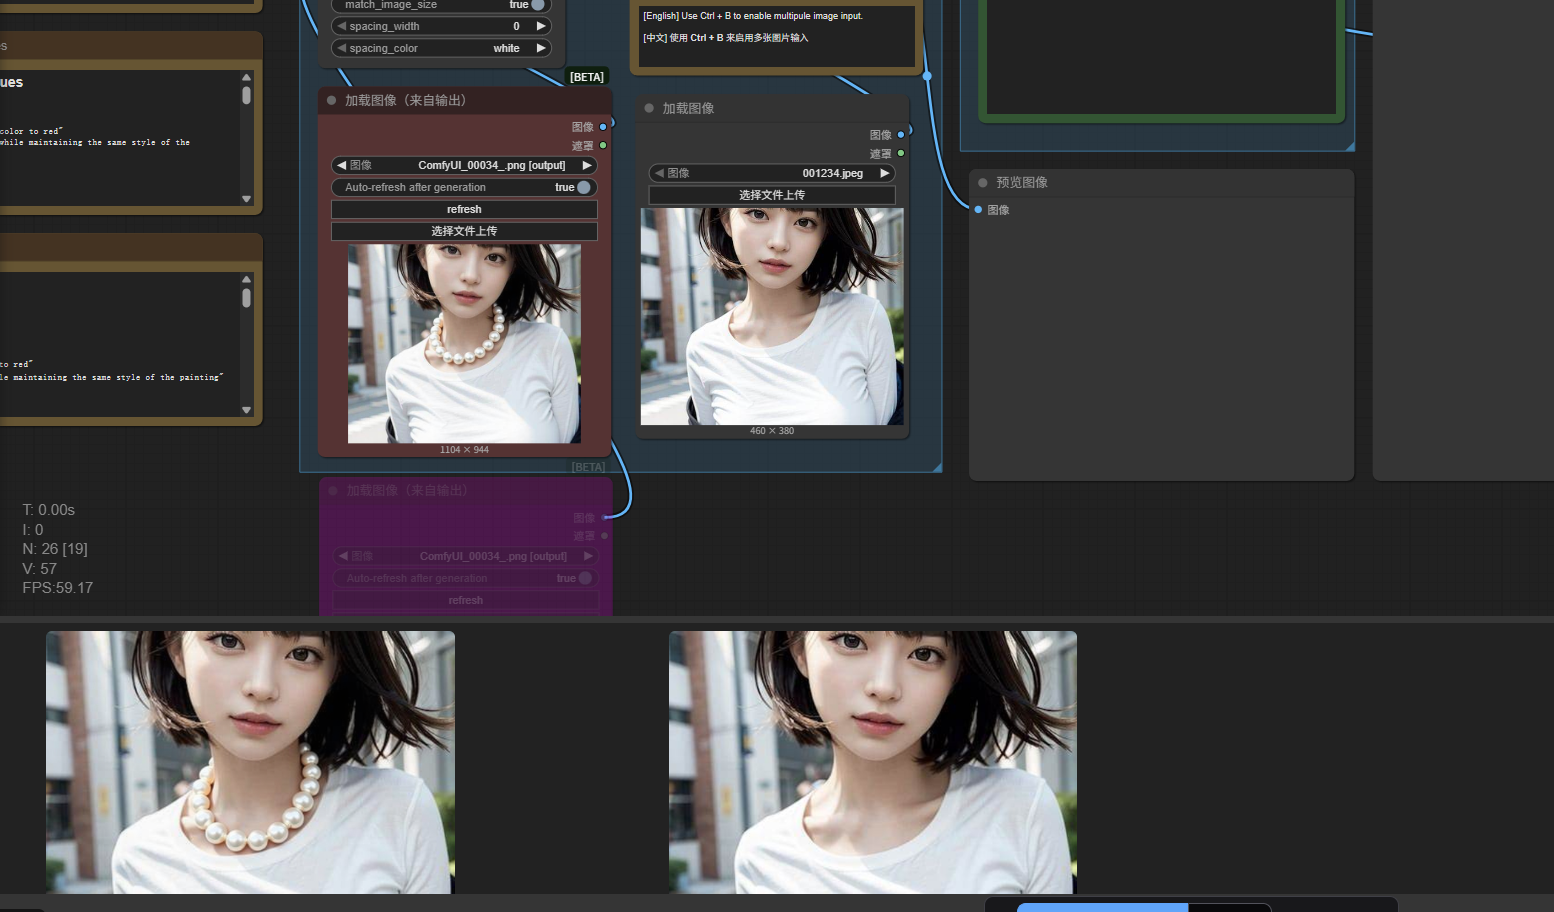 match_image_size true
spacing_width 0
spacing_color white
[BETA]
[English] Use Ctrl + B to enable multipule image input.
[中文] 使用 Ctrl + B 来启用多张图片输入
s
ues
color to red"
while maintaining the same style of the
加载图像（来自输出）
图像
遮罩
图像 ComfyUI_00034_.png [output]
Auto-refresh after generation true
refresh
选择文件上传
1104 × 944
加载图像
图像
遮罩
图像 001234.jpeg
选择文件上传
460 × 380
预览图像
图像
to red"
le maintaining the same style of the painting"
[BETA]
加载图像（来自输出）
图像
遮罩
图像 ComfyUI_00034_.png [output]
Auto-refresh after generation true
refresh
T: 0.00s
I: 0
N: 26 [19]
V: 57
FPS:59.17